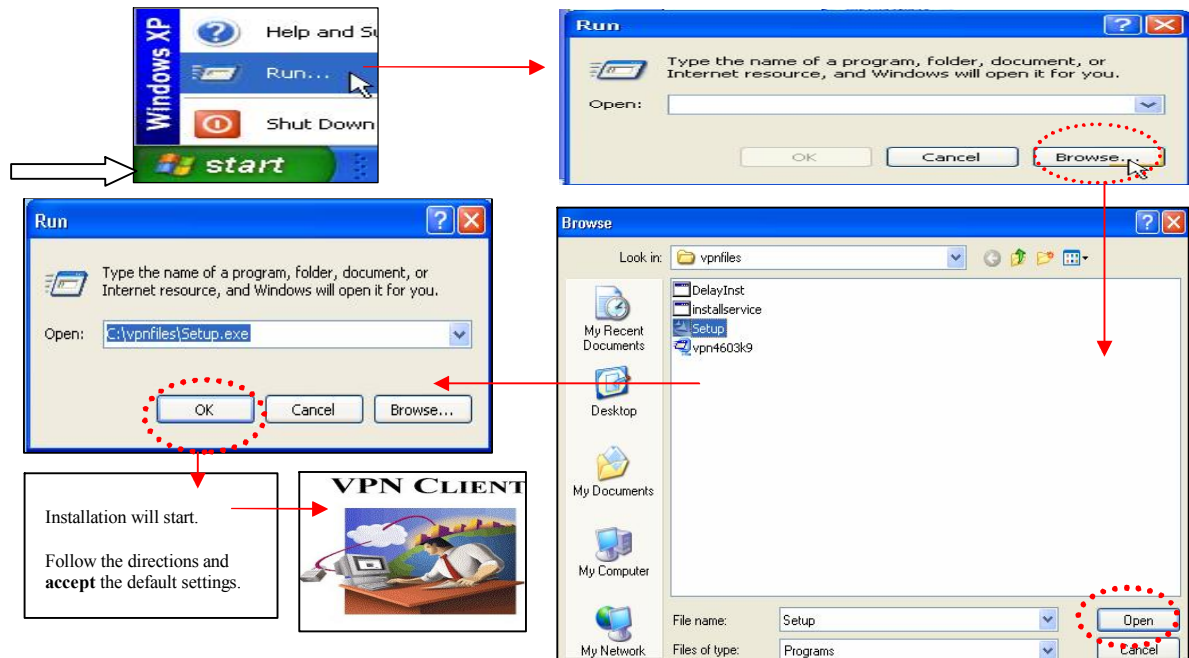 Windows XP
Help and Su
Run...
Shut Down
start
Run
Type the name of a program, folder, document, or
Internet resource, and Windows will open it for you.
Open:
OK Cancel Browse...
Browse
Look in: vpnfiles
DelayInst
installservice
Setup
vpn4603k9
My Recent
Documents
Desktop
My Documents
My Computer
My Network
File name: Setup Open
Files of type: Programs Cancel
Run
Type the name of a program, folder, document, or
Internet resource, and Windows will open it for you.
Open: C:\vpnfiles\Setup.exe
OK Cancel Browse...
Installation will start.
Follow the directions and
accept the default settings.
VPN CLIENT